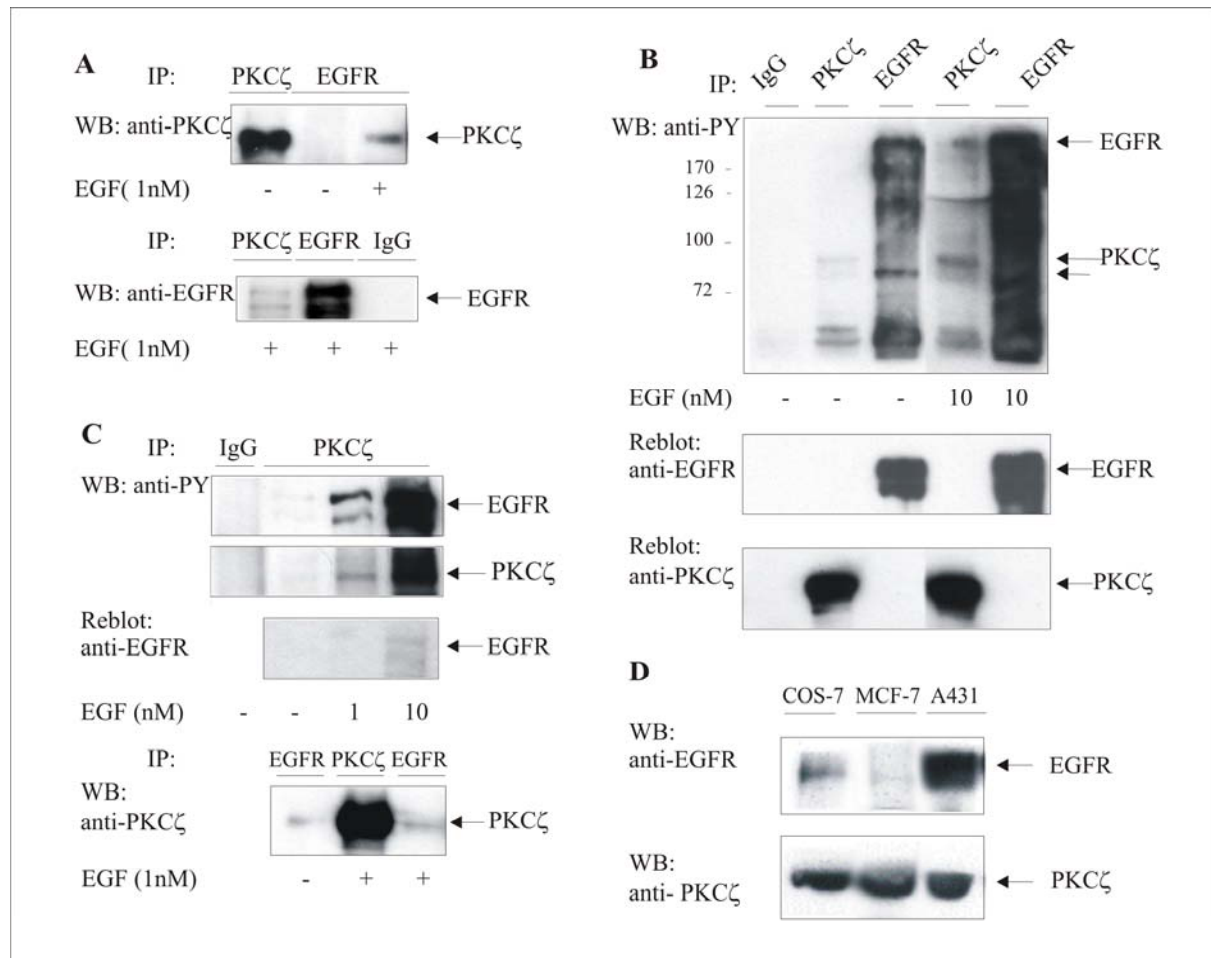 A
IP: PKCζ EGFR
WB: anti-PKCζ PKCζ
EGF( 1nM) - - +
IP: PKCζ EGFR IgG
WB: anti-EGFR EGFR
EGF( 1nM) + + +
B
IP: IgG PKCζ EGFR PKCζ EGFR
WB: anti-PY EGFR
170 -
126 -
100 -
PKCζ
72 -
EGF (nM) - - - 10 10
Reblot:
anti-EGFR EGFR
Reblot:
anti-PKCζ PKCζ
C
IP: IgG PKCζ
WB: anti-PY EGFR
PKCζ
Reblot:
anti-EGFR EGFR
EGF (nM) - - 1 10
IP: EGFR PKCζ EGFR
WB:
anti-PKCζ PKCζ
EGF (1nM) - + +
D
COS-7 MCF-7 A431
WB:
anti-EGFR EGFR
WB:
anti- PKCζ PKCζ